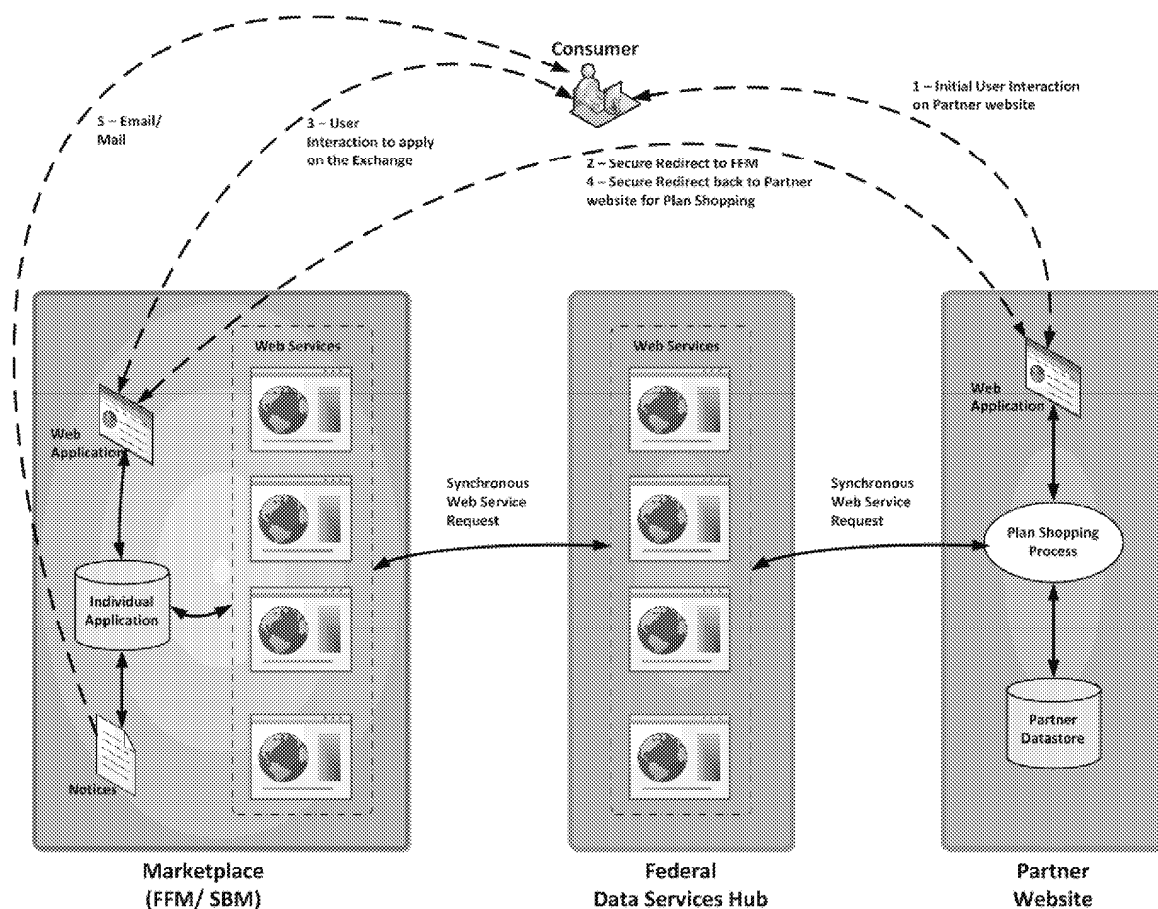 Consumer
1 – Initial User Interaction
on Partner website
5 – Email/
Mail
3 – User
Interaction to apply
on the Exchange
2 – Secure Redirect to FFM
4 – Secure Redirect back to Partner
website for Plan Shopping
Web Services
Web Services
Web
Application
Web
Application
Synchronous
Web Service
Request
Synchronous
Web Service
Request
Plan Shopping
Process
Individual
Application
Partner
Datastore
Notices
Marketplace
(FFM/ SBM)
Federal
Data Services Hub
Partner
Website